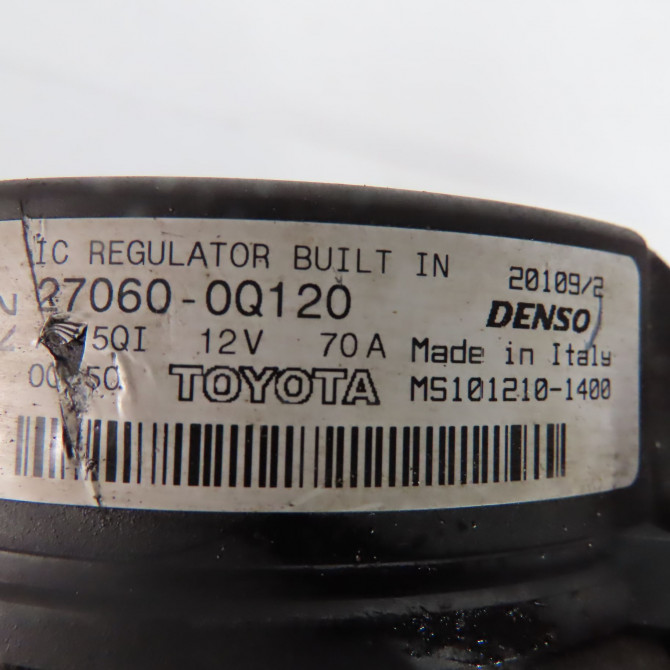 IC REGULATOR BUILT IN
20109/2
27060-0Q120
DENSO
5QI 12V 70A
Made in Italy
TOYOTA
MS101210-1400